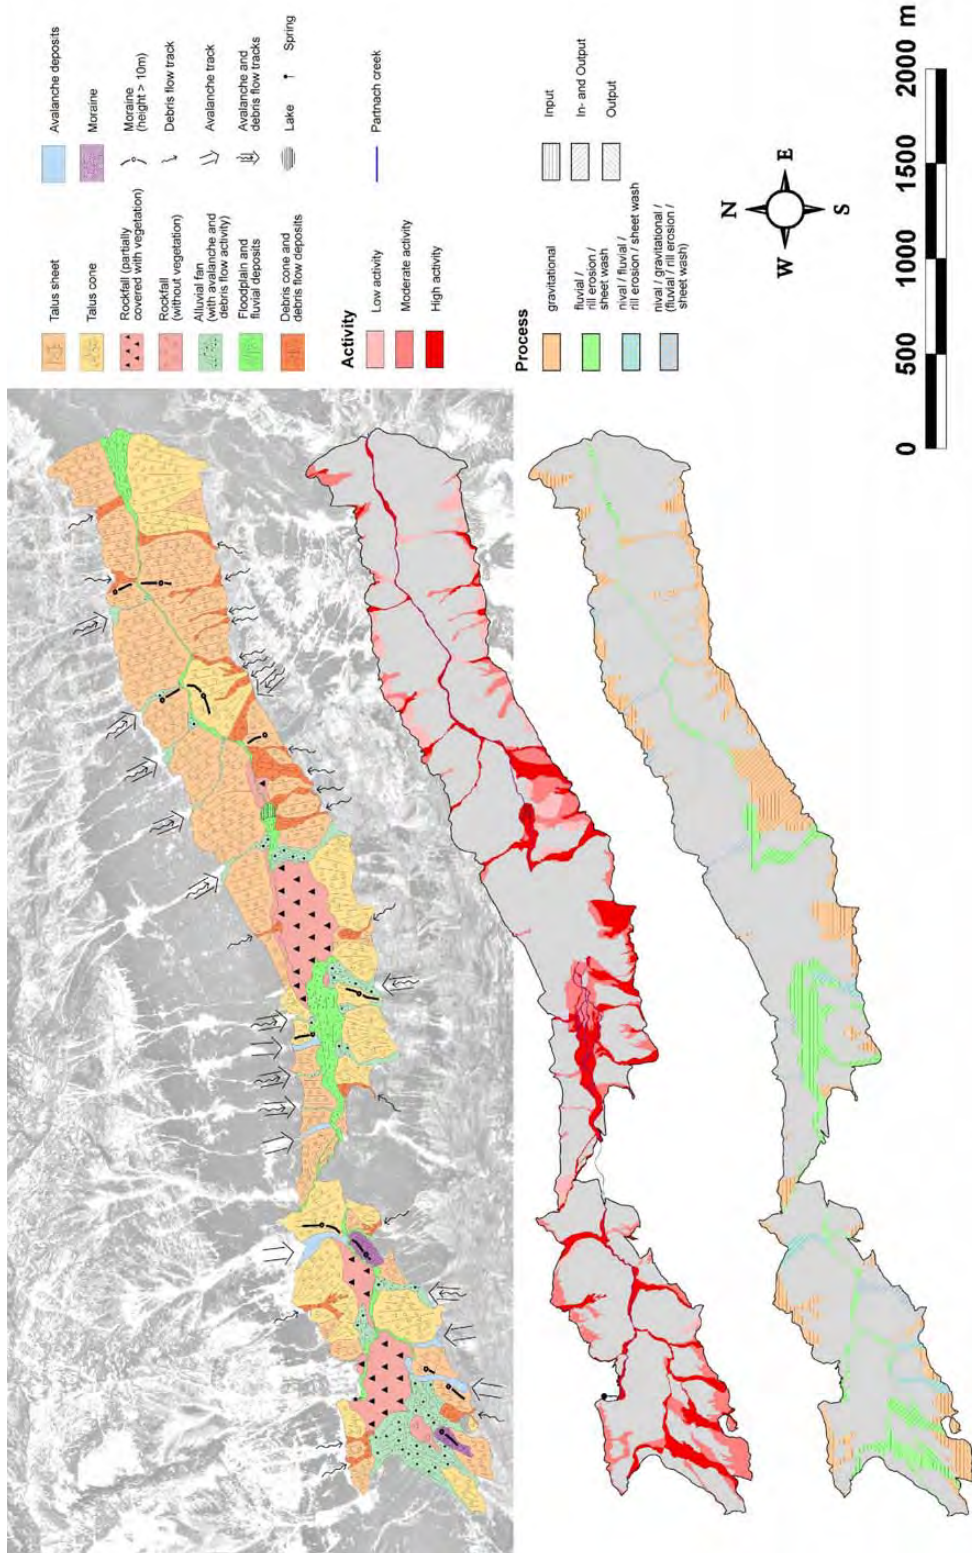 Talus sheet
Talus cone
Rockfall (partially
covered with vegetation)
Rockfall
(without vegetation)
Alluvial fan
(with avalanche and
debris flow activity)
Floodplain and
fluvial deposits
Debris cone and
debris flow deposits
Avalanche deposits
Moraine
Moraine
(height > 10m)
Debris flow track
Avalanche track
Avalanche and
debris flow tracks
Lake
Spring
Activity
Low activity
Moderate activity
High activity
Partnach creek
Process
gravitational
fluvial /
rill erosion /
sheet wash
nival / fluvial /
rill erosion / sheet wash
nival / gravitational /
(fluvial / rill erosion /
sheet wash)
Input
In- and Output
Output
N
W
E
S
0
500
1000
1500
2000 m